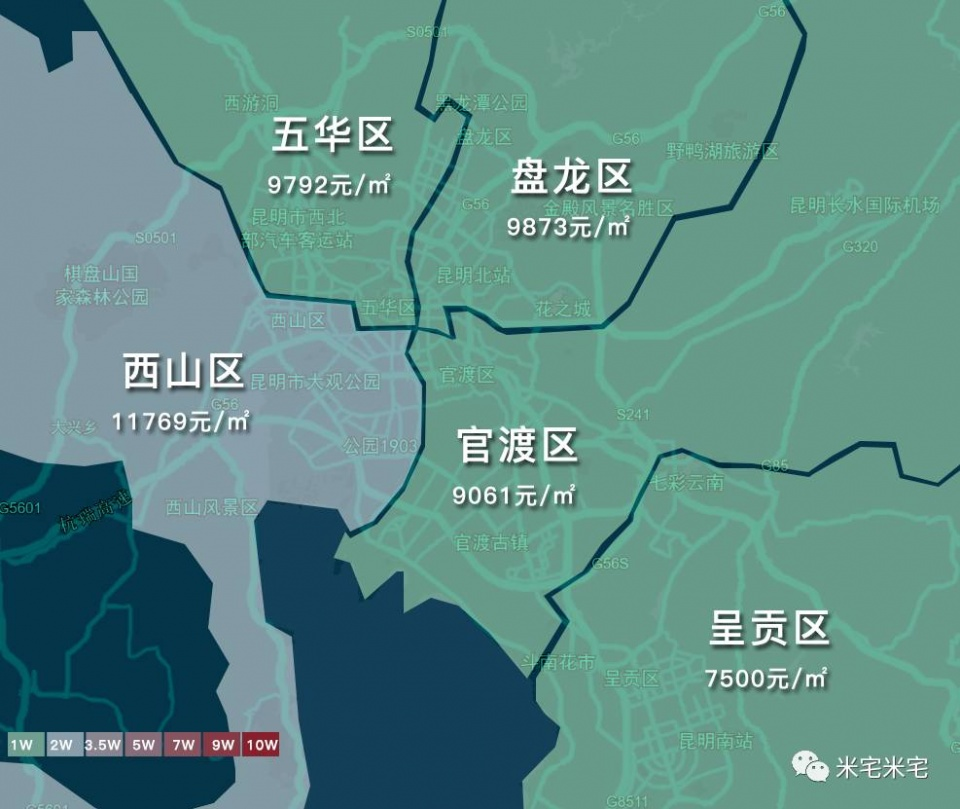 G56
S0501
西游洞
黑龙潭公园
五华区
9792元/㎡
盘龙区
G56
野鸭湖旅游区
盘龙区
9873元/㎡
G56
金殿风景名胜区
昆明长水国际机场
昆明市西北
部汽车客运站
S0501
G320
棋盘山国
家森林公园
昆明北站
五华区
花之城
西山区
西山区
11769元/㎡
昆明市大观公园
官渡区
G56
S241
大兴乡
公园1903
官渡区
9061元/㎡
G85
七彩云南
G5601
杭瑞高速
西山风景区
官渡古镇
G56S
呈贡区
7500元/㎡
斗南花市
呈贡区
昆明南站
1W 2W 3.5W 5W 7W 9W 10W
米宅米宅
G5601
G8511